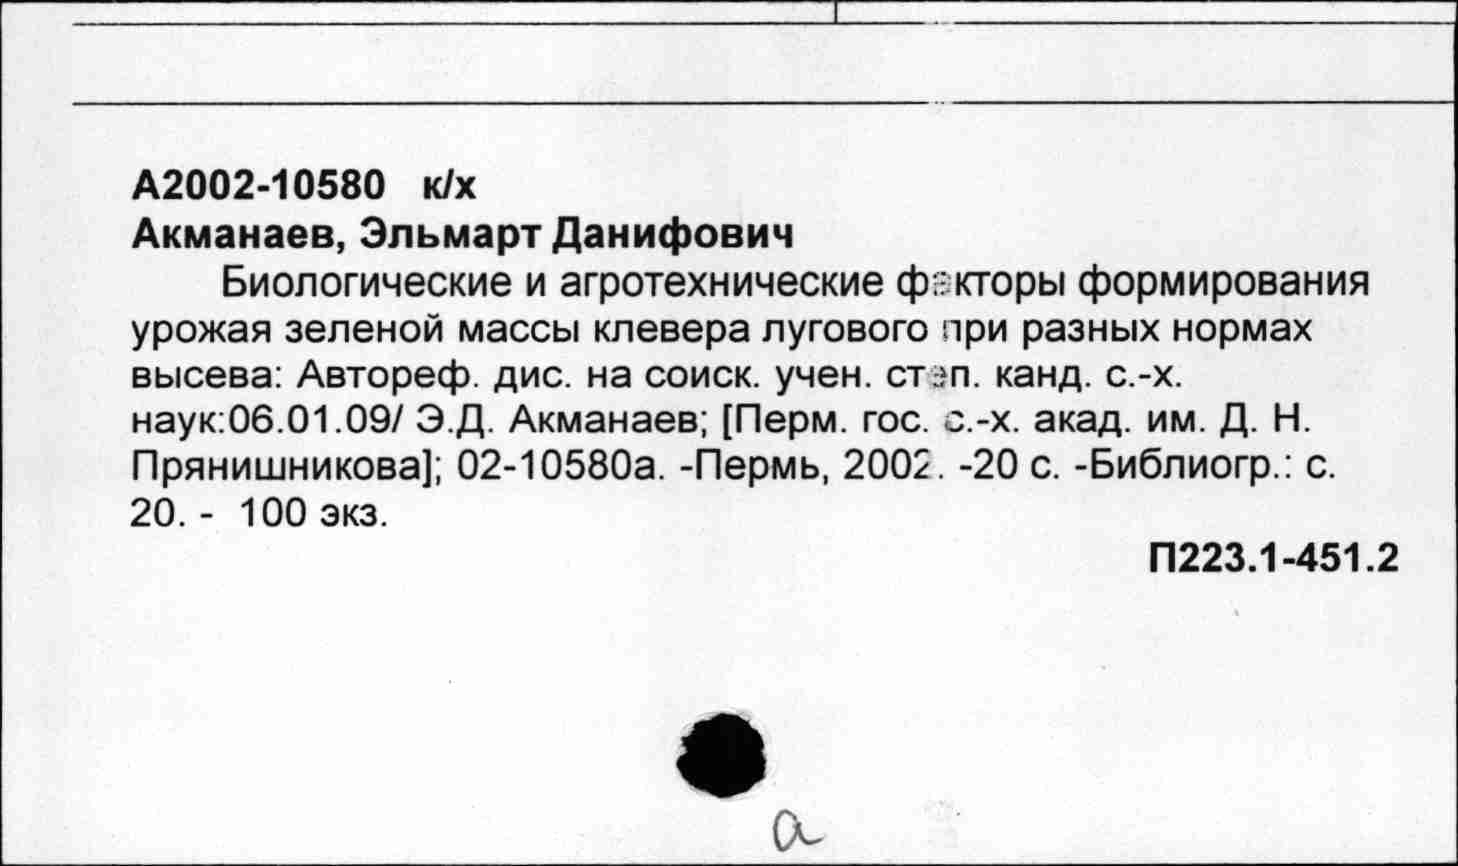 А2002-10580 к/х
Акманаев, Эльмарт Данифович
Биологические и агротехнические факторы формирования
урожая зеленой массы клевера лугового при разных нормах
высева: Автореф. дис. на соиск. учен. степ. канд. с.-х.
наук:06.01.09/ Э.Д. Акманаев; [Перм. гос. с.-х. акад. им. Д. Н.
Прянишникова]; 02-10580а. -Пермь, 2002. -20 с. -Библиогр.: с.
20. - 100 экз.
П223.1-451.2
а